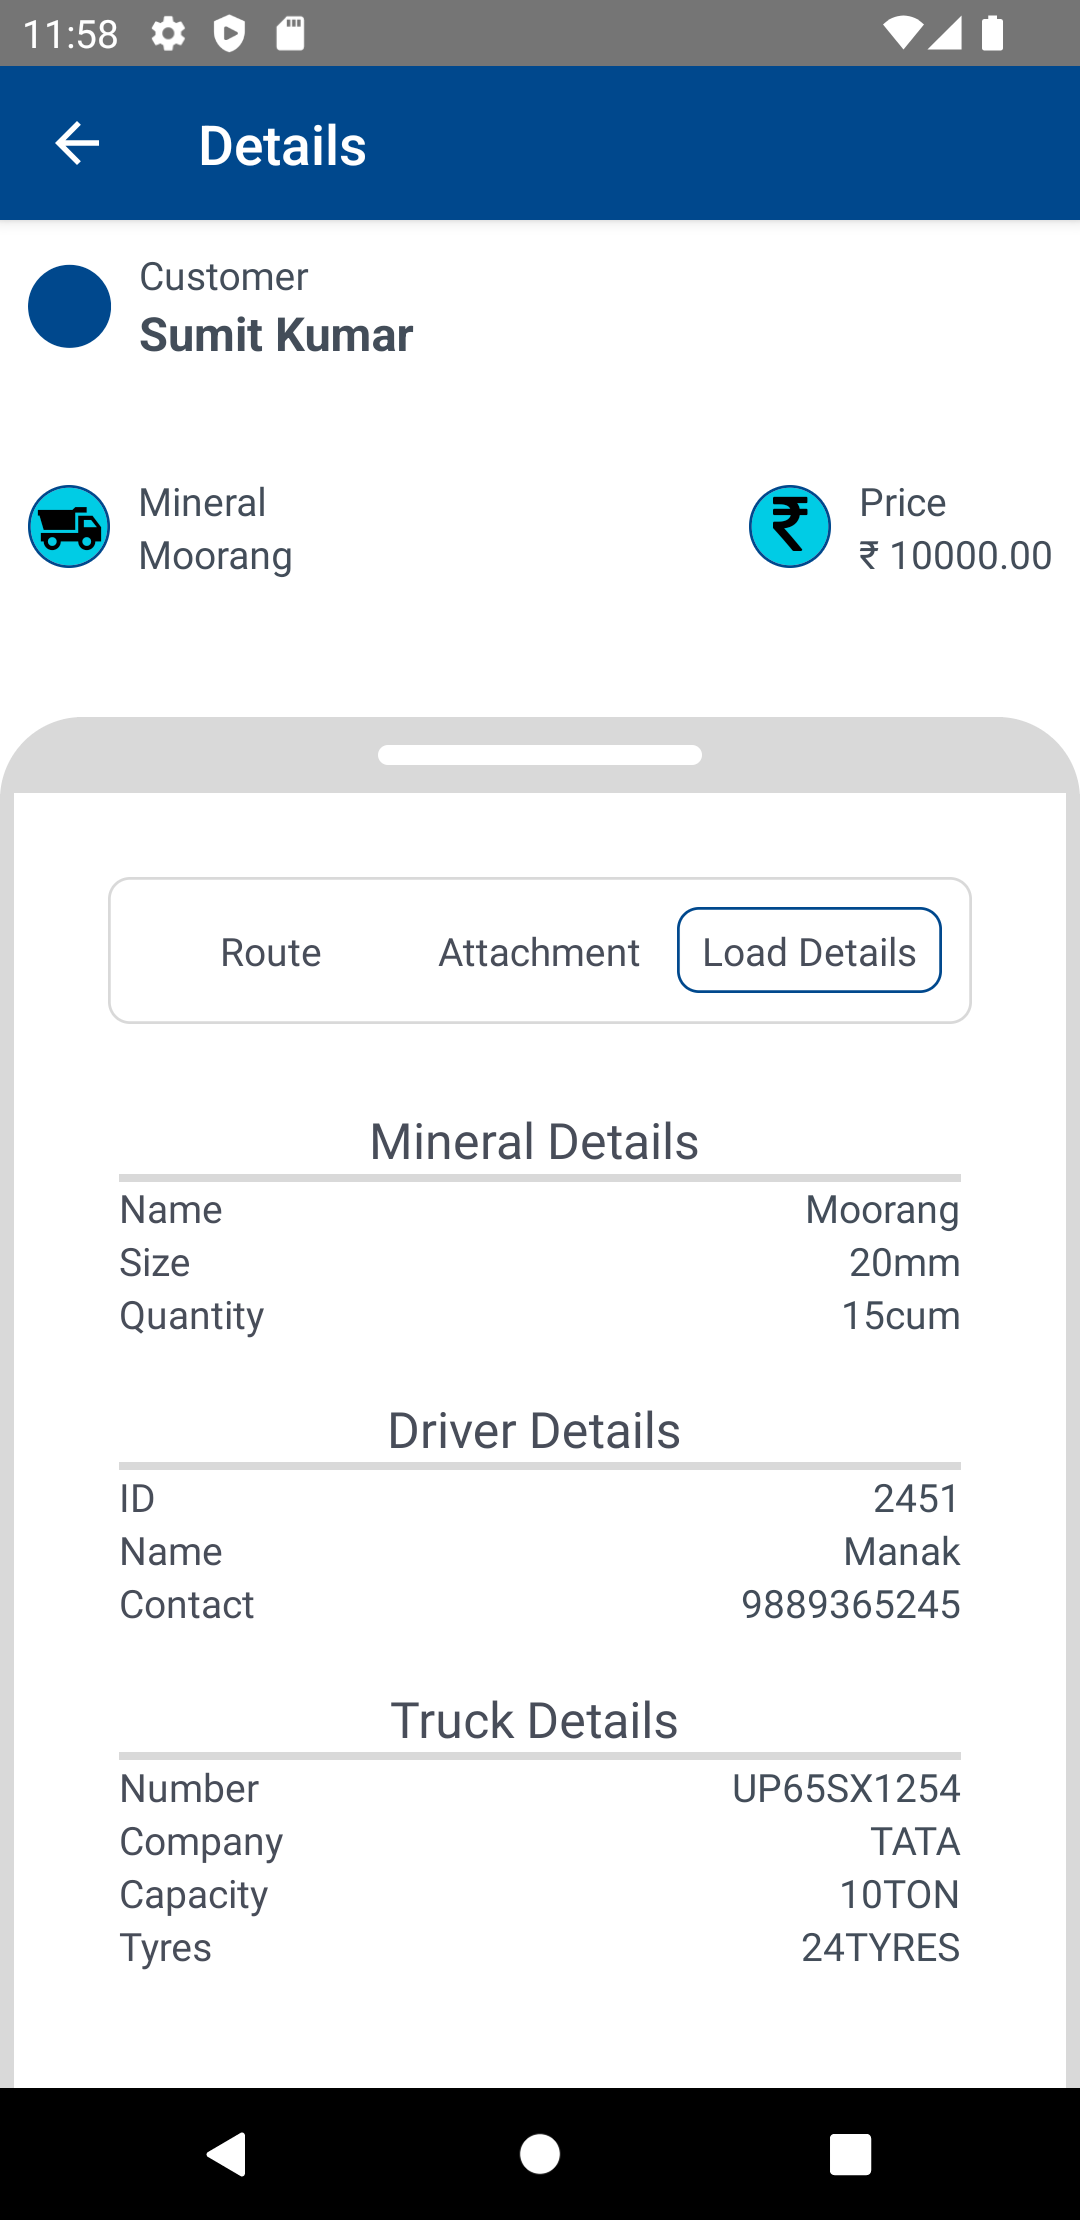 11:58
Details
Customer
Sumit Kumar
Mineral
Moorang
Price
₹ 10000.00
Route
Attachment
Load Details
Mineral Details
Name Moorang
Size 20mm
Quantity 15cum
Driver Details
ID 2451
Name Manak
Contact 9889365245
Truck Details
Number UP65SX1254
Company TATA
Capacity 10TON
Tyres 24TYRES